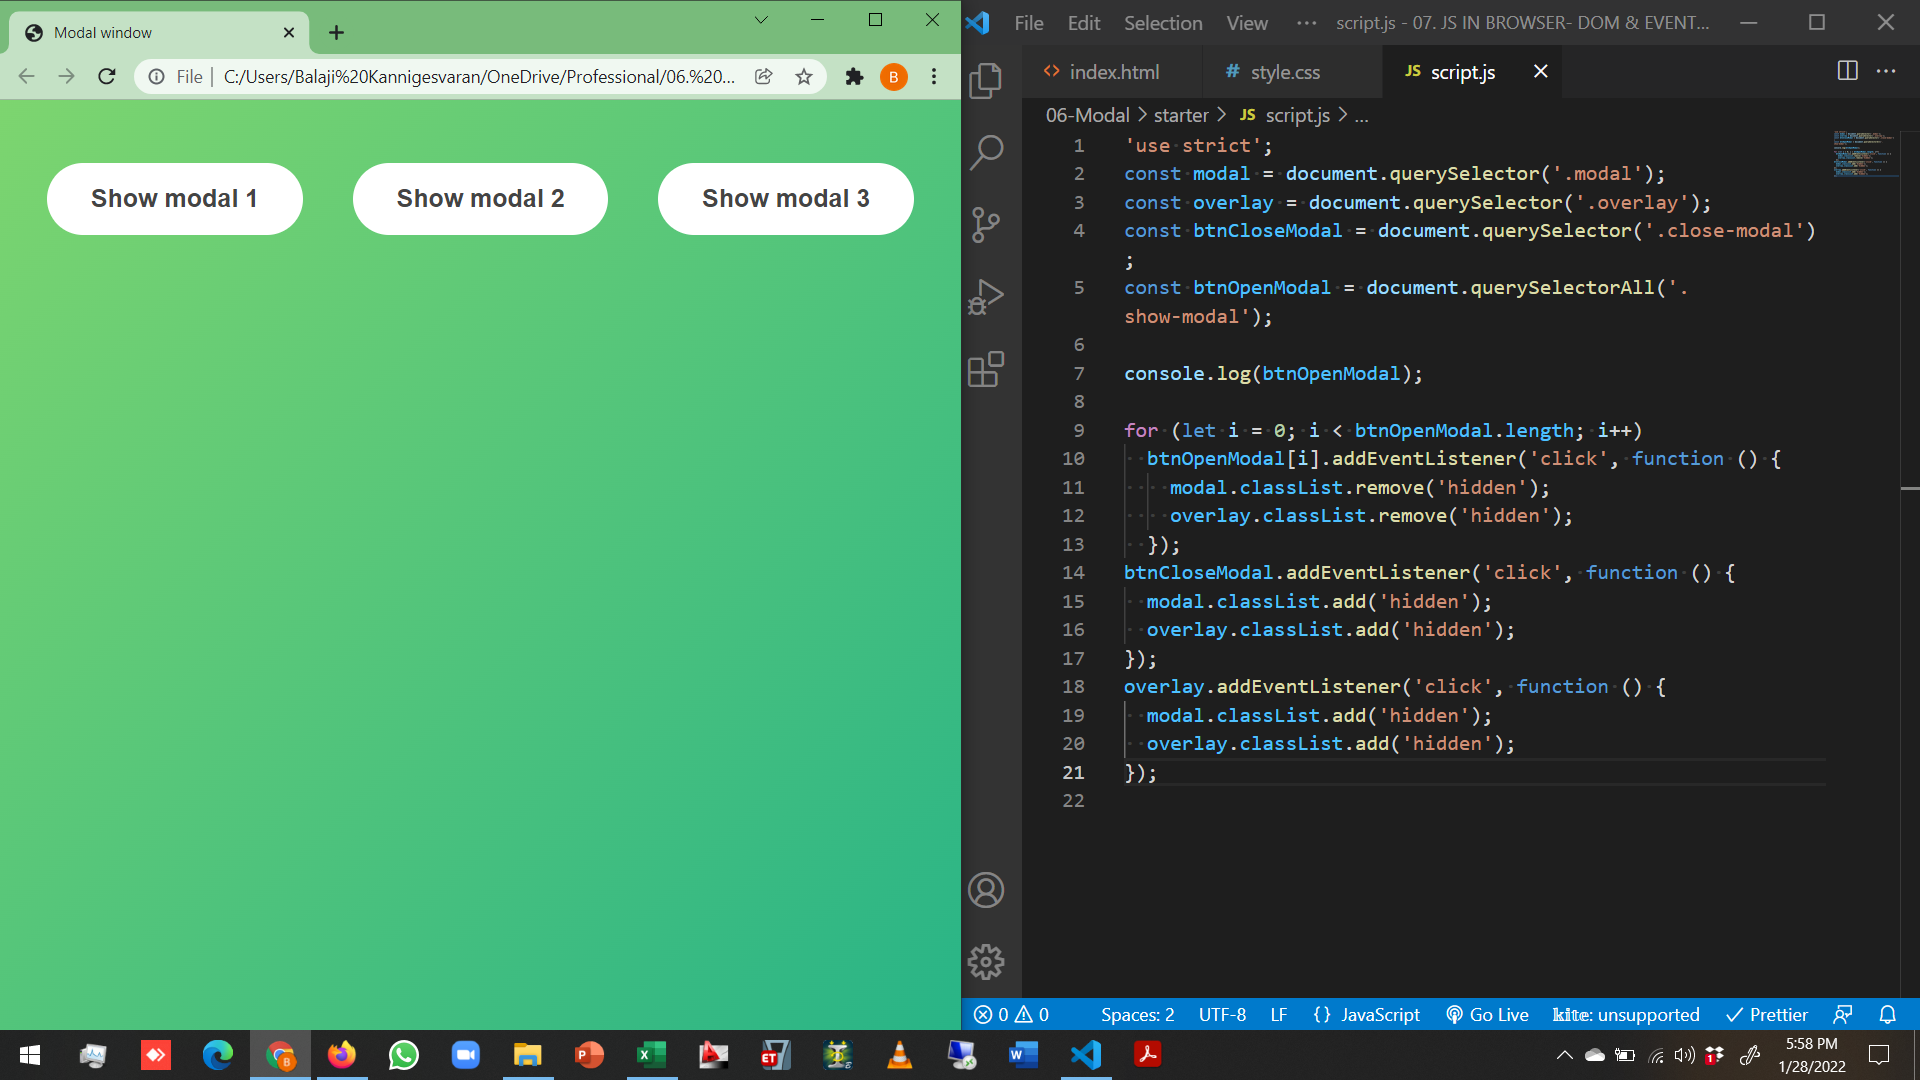 Modal window
File
C:/Users/Balaji%20Kannigesvaran/OneDrive/Professional/06.%20...
B
Show modal 1
Show modal 2
Show modal 3
File Edit Selection View ··· script.js - 07. JS IN BROWSER- DOM & EVENT...
<> index.html
# style.css
JS script.js
06-Modal > starter > JS script.js > ...
1 'use strict';
2 const modal = document.querySelector('.modal');
3 const overlay = document.querySelector('.overlay');
4 const btnCloseModal = document.querySelector('.close-modal')
;
5 const btnOpenModal = document.querySelectorAll('.
show-modal');
6
7 console.log(btnOpenModal);
8
9 for (let i = 0; i < btnOpenModal.length; i++)
10 btnOpenModal[i].addEventListener('click', function () {
11 modal.classList.remove('hidden');
12 overlay.classList.remove('hidden');
13 });
14 btnCloseModal.addEventListener('click', function () {
15 modal.classList.add('hidden');
16 overlay.classList.add('hidden');
17 });
18 overlay.addEventListener('click', function () {
19 modal.classList.add('hidden');
20 overlay.classList.add('hidden');
21 });
22
0 0 Spaces: 2 UTF-8 LF {} JavaScript Go Live kite: unsupported Prettier
5:58 PM
1/28/2022